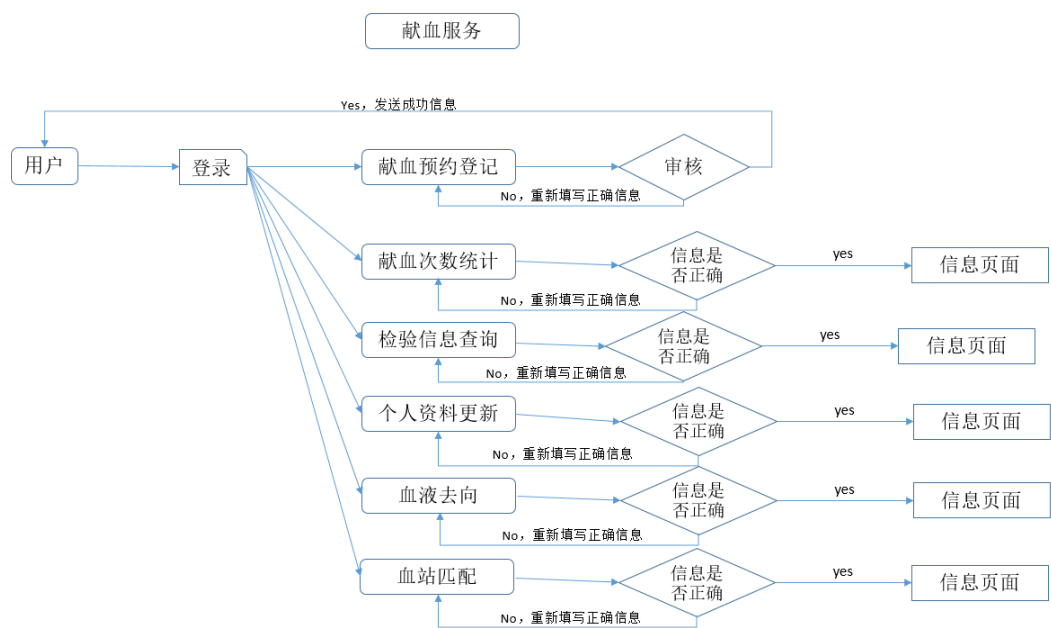 献血服务
Yes，发送成功信息
用户
登录
献血预约登记
审核
No，重新填写正确信息
献血次数统计
信息是
否正确
yes
信息页面
No，重新填写正确信息
检验信息查询
信息是
否正确
yes
信息页面
No，重新填写正确信息
个人资料更新
信息是
否正确
yes
信息页面
No，重新填写正确信息
血液去向
信息是
否正确
yes
信息页面
No，重新填写正确信息
血站匹配
信息是
否正确
yes
信息页面
No，重新填写正确信息